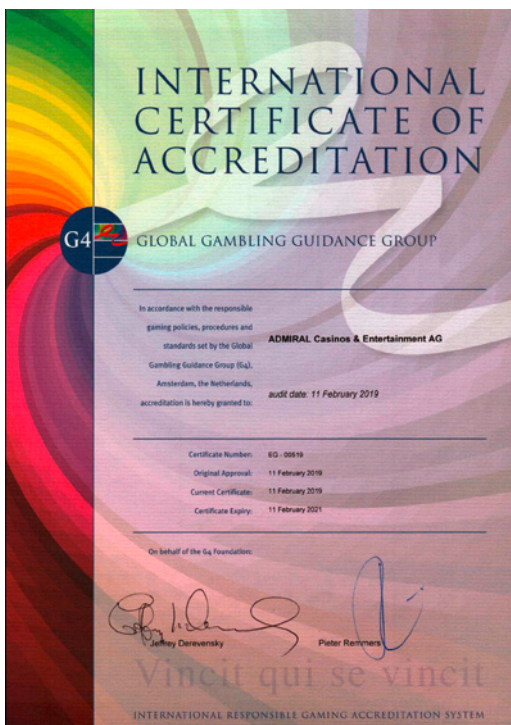 INTERNATIONAL
CERTIFICATE OF
ACCREDITATION
G4
GLOBAL GAMBLING GUIDANCE GROUP
In accordance with the responsible
gaming policies, procedures and
standards set by the Global
Gambling Guidance Group (G4),
Amsterdam, the Netherlands,
accreditation is hereby granted to:
ADMIRAL Casinos & Entertainment AG
audit date: 11 February 2019
Certificate Number: EG - 00519
Original Approval: 11 February 2019
Current Certificate: 11 February 2019
Certificate Expiry: 11 February 2021
On behalf of the G4 Foundation:
Jeffrey Derevensky Pieter Remmers
Vincit qui se vincit
INTERNATIONAL RESPONSIBLE GAMING ACCREDITATION SYSTEM